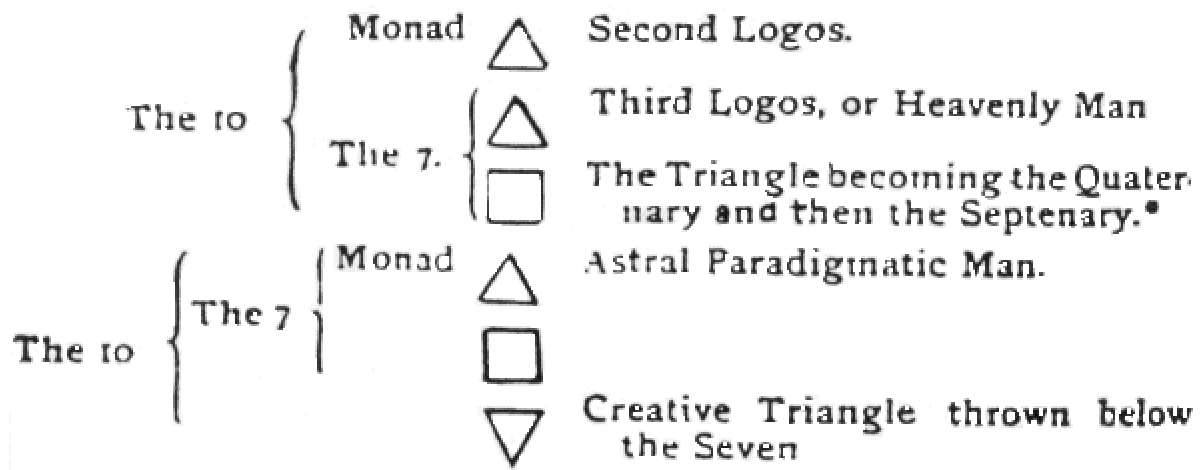 Monad Second Logos.
The 10 Third Logos, or Heavenly Man
The 7.
The Triangle becoming the Quater-
nary and then the Septenary.*
Monad Astral Paradigmatic Man.
The 7
The 10
Creative Triangle thrown below
the Seven